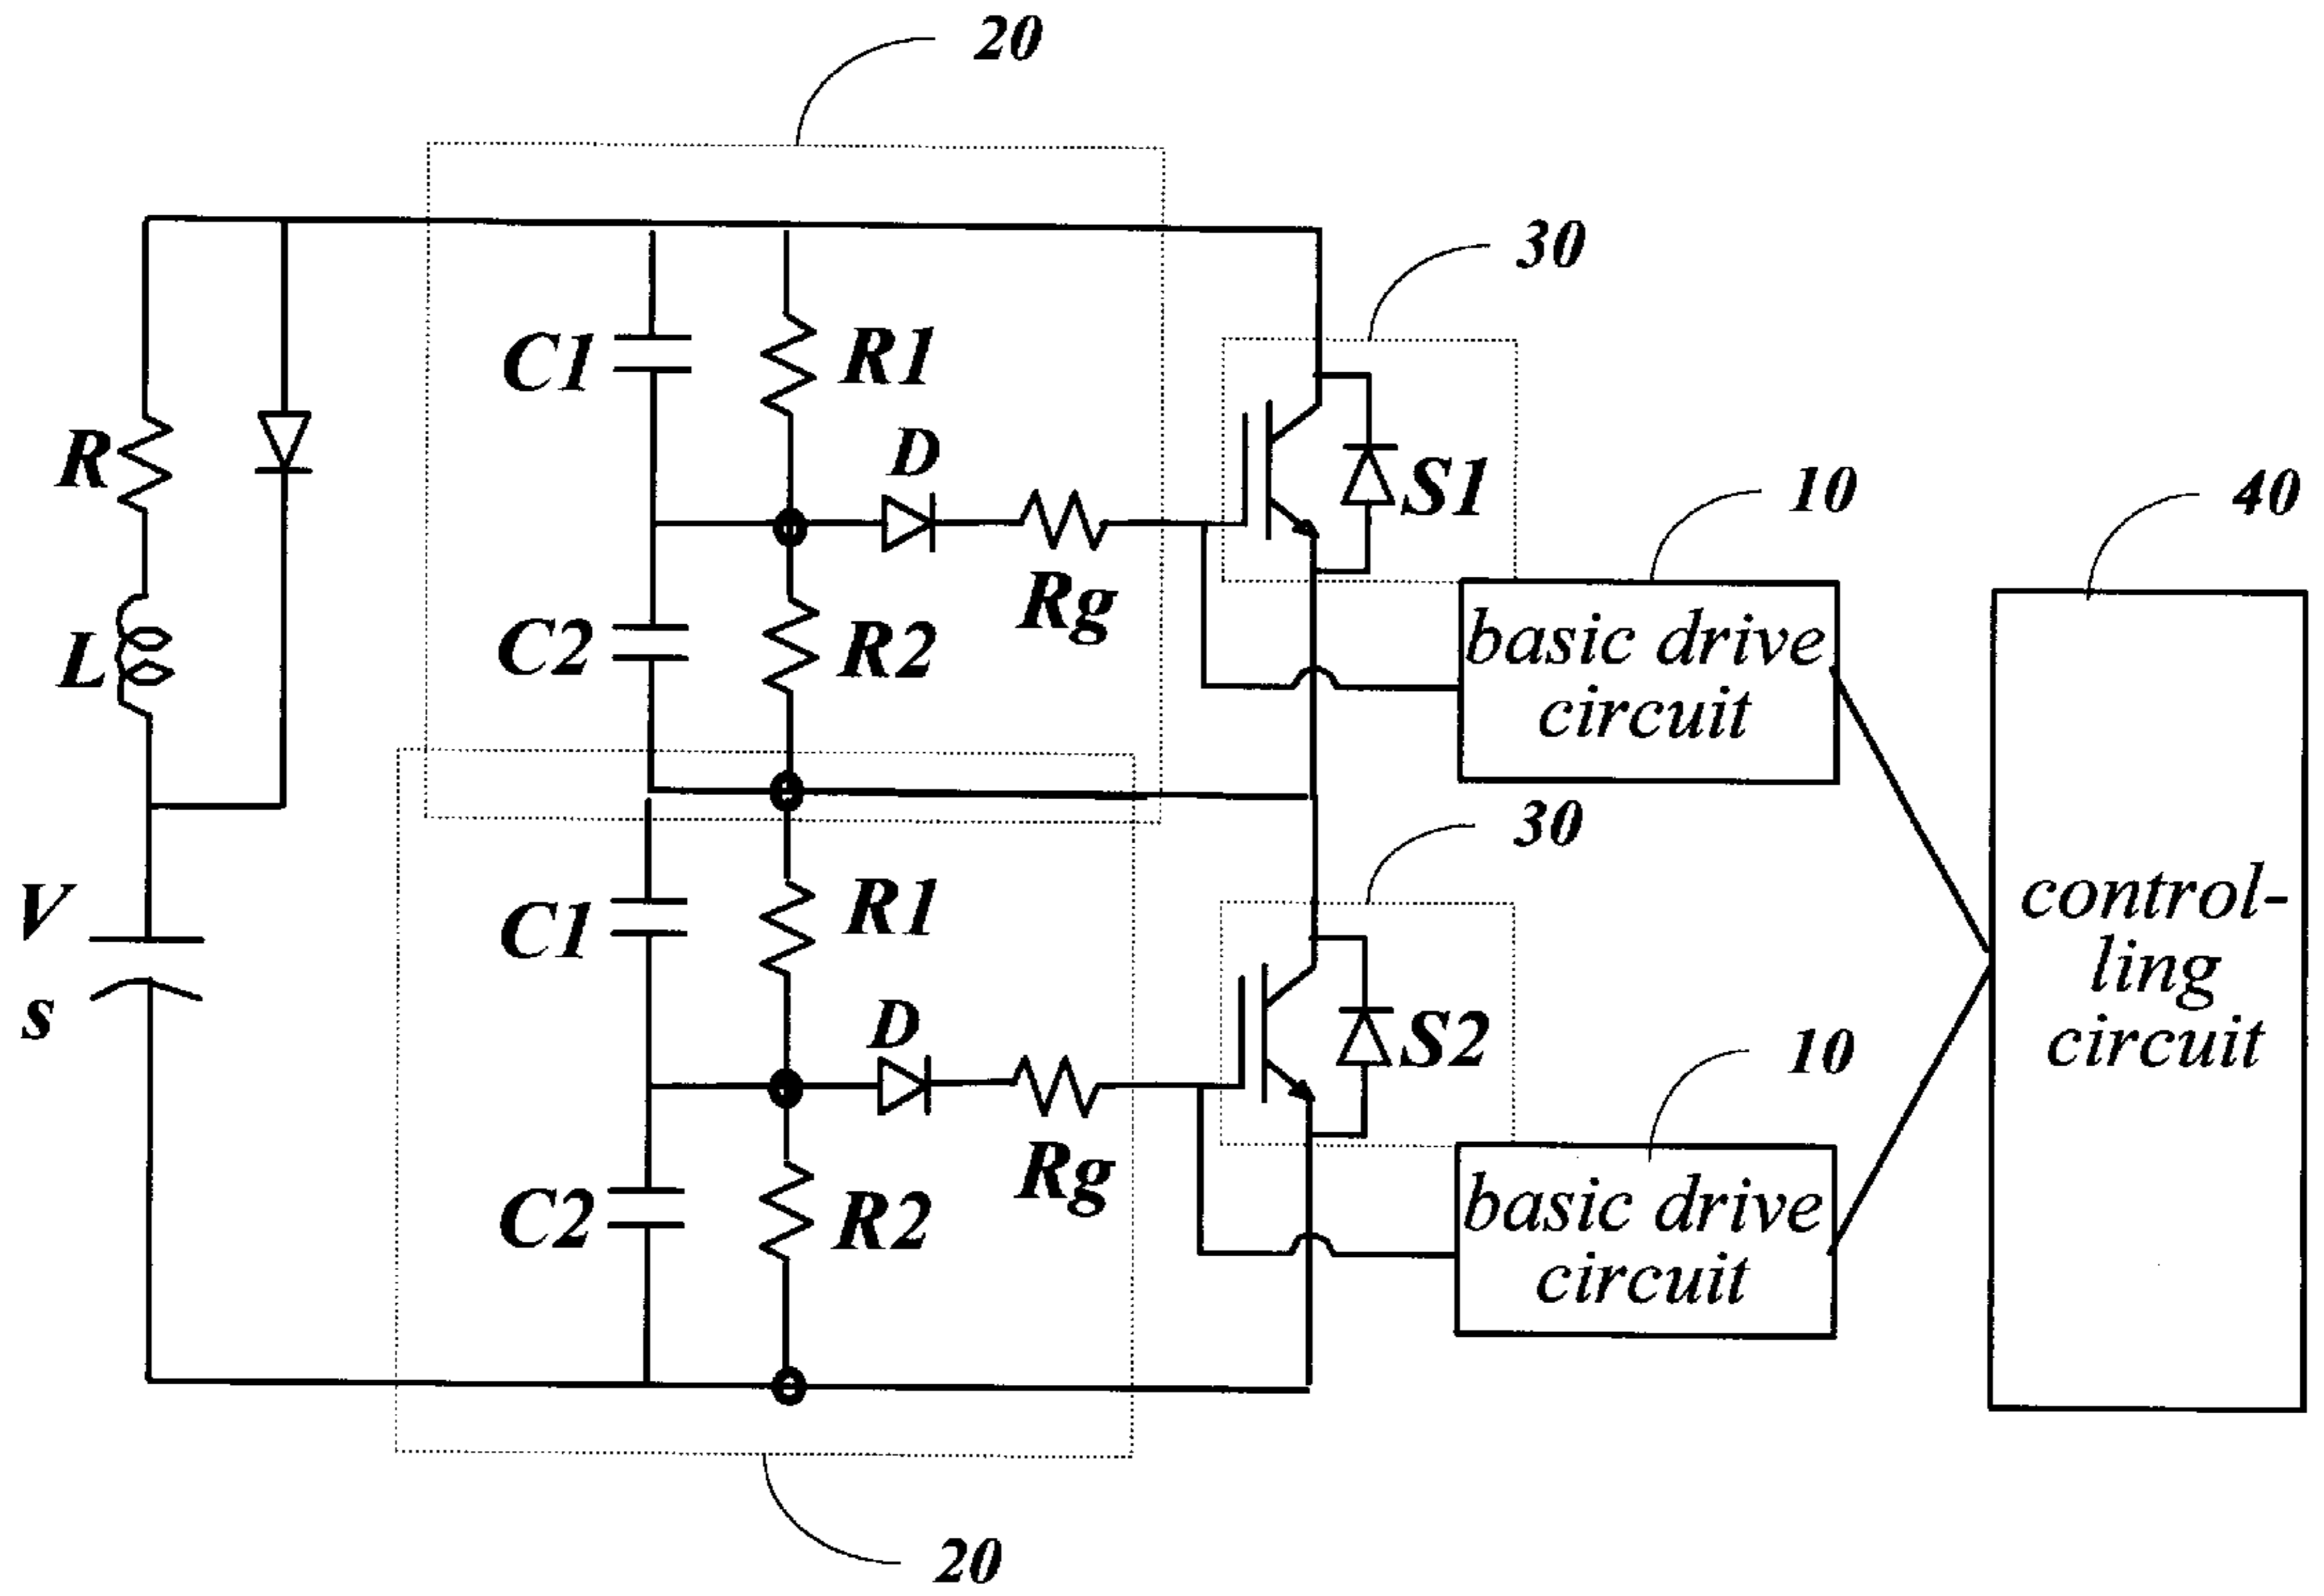 20
30
C1
R1
R
D
S1
10
40
Rg
L
C2
R2
basic drive
circuit
30
V
s
C1
R1
control-
ling
circuit
D
S2
10
Rg
C2
R2
basic drive
circuit
20